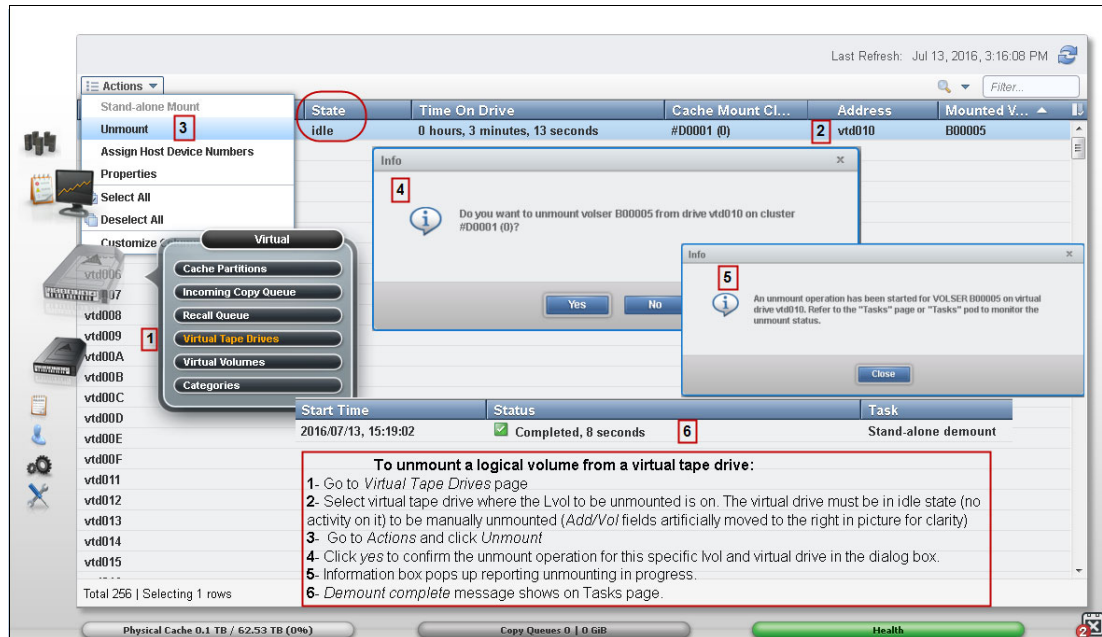 Last Refresh: Jul 13, 2016, 3:16:08 PM
Actions
Filter...
State Time On Drive Cache Mount Cl... Address Mounted V...
Stand-alone Mount
Unmount 3
Assign Host Device Numbers
Properties
Select All
Deselect All
Customize
idle 0 hours, 3 minutes, 13 seconds #D0001 (0) 2 vtd010 B00005
Info x
4
Do you want to unmount volser B00005 from drive vtd010 on cluster
#D0001 (0)?
Yes No
Info x
5
An unmount operation has been started for VOLSER B00005 on virtual
drive vtd010. Refer to the "Tasks" page or "Tasks" pod to monitor the
unmount status.
Close
Virtual
Cache Partitions
Incoming Copy Queue
Recall Queue
1 Virtual Tape Drives
Virtual Volumes
Categories
vtd006
07
vtd008
vtd009
vtd00A
vtd00B
vtd00C
vtd00D
vtd00E
vtd00F
vtd011
vtd012
vtd013
vtd014
vtd015
Start Time Status Task
2016/07/13, 15:19:02 Completed, 8 seconds 6 Stand-alone demount
To unmount a logical volume from a virtual tape drive:
1- Go to Virtual Tape Drives page
2- Select virtual tape drive where the Lvol to be unmounted is on. The virtual drive must be in idle state (no
activity on it) to be manually unmounted (Add/Vol fields artificially moved to the right in picture for clarity)
3- Go to Actions and click Unmount
4- Click yes to confirm the unmount operation for this specific lvol and virtual drive in the dialog box.
5- Information box pops up reporting unmounting in progress.
6- Demount complete message shows on Tasks page.
Total 256 | Selecting 1 rows
Physical Cache 0.1 TB / 62.53 TB (0%) Copy Queues 0 | 0 GiB Health
2